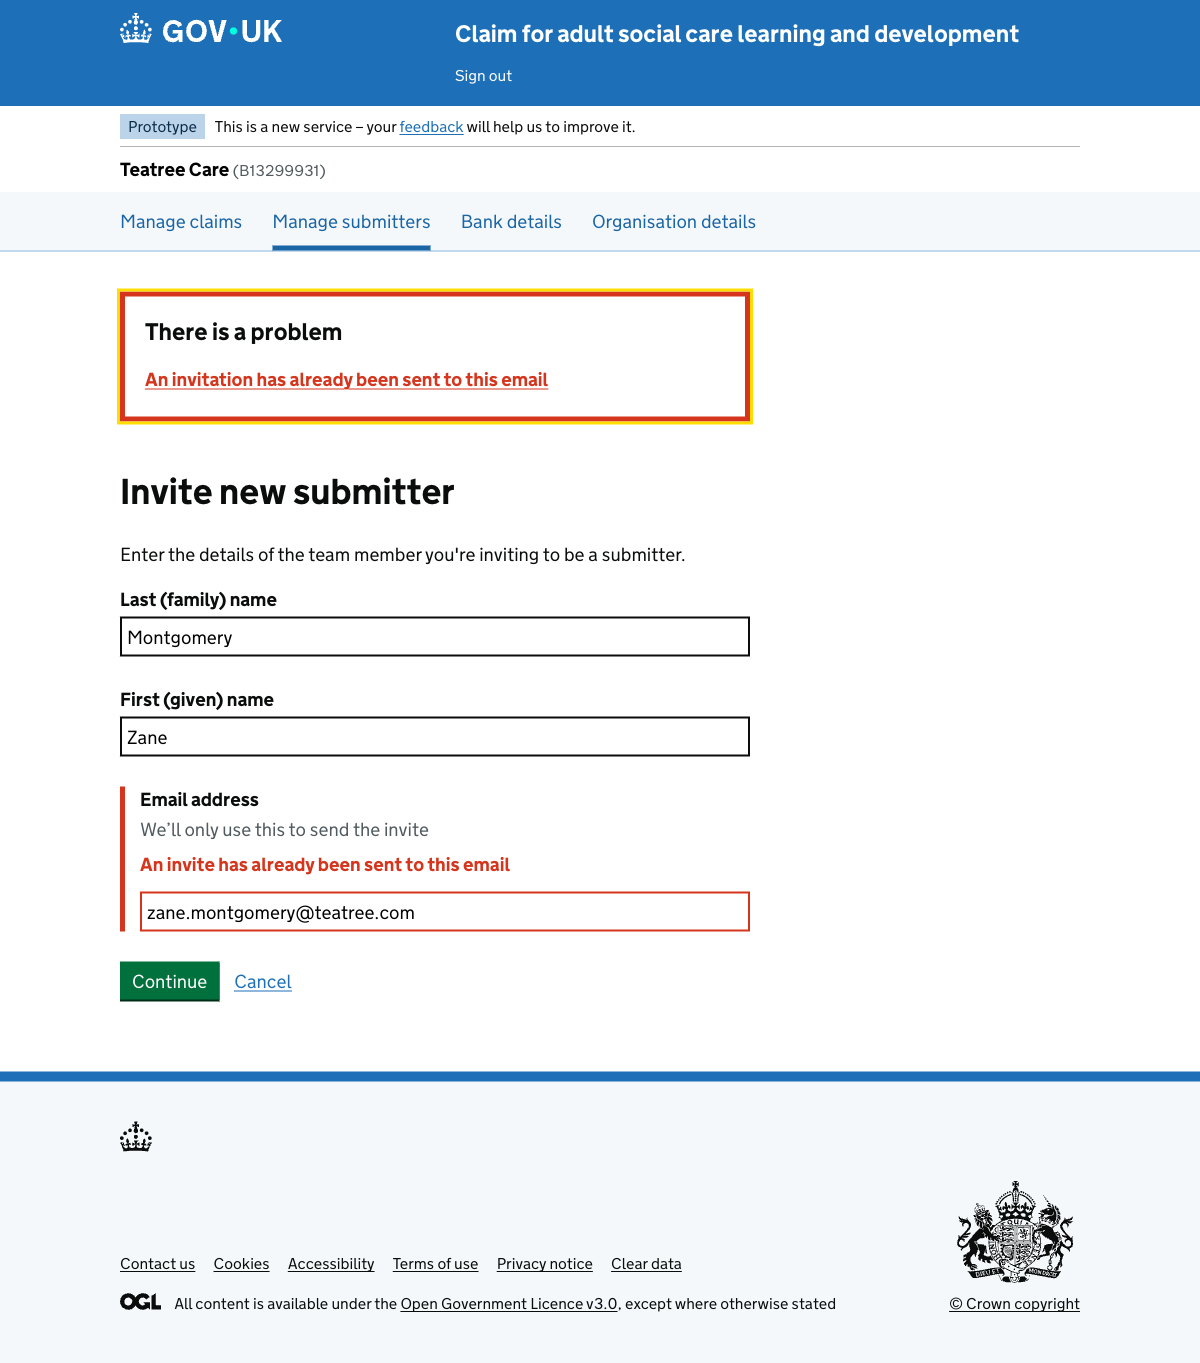 GOV·UK
Claim for adult social care learning and development
Sign out
Prototype This is a new service – your feedback will help us to improve it.
Teatree Care (B13299931)
Manage claims Manage submitters Bank details Organisation details
There is a problem
An invitation has already been sent to this email
Invite new submitter
Enter the details of the team member you're inviting to be a submitter.
Last (family) name
Montgomery
First (given) name
Zane
Email address
We’ll only use this to send the invite
An invite has already been sent to this email
zane.montgomery@teatree.com
Continue Cancel
Contact us Cookies Accessibility Terms of use Privacy notice Clear data
OGL All content is available under the Open Government Licence v3.0, except where otherwise stated
© Crown copyright